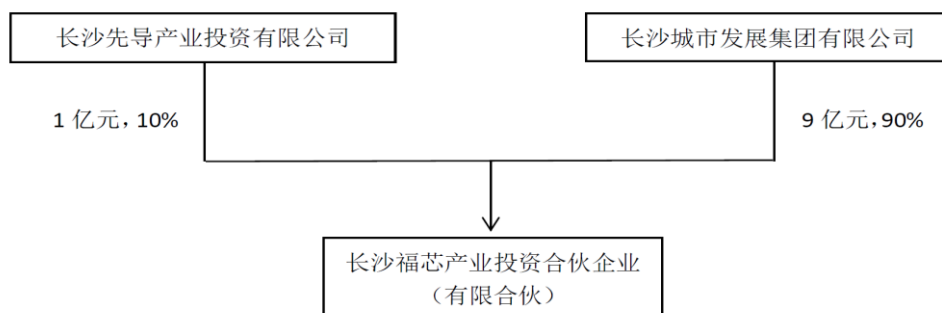 长沙先导产业投资有限公司
长沙城市发展集团有限公司
1 亿元，10%
9 亿元，90%
长沙福芯产业投资合伙企业
（有限合伙）